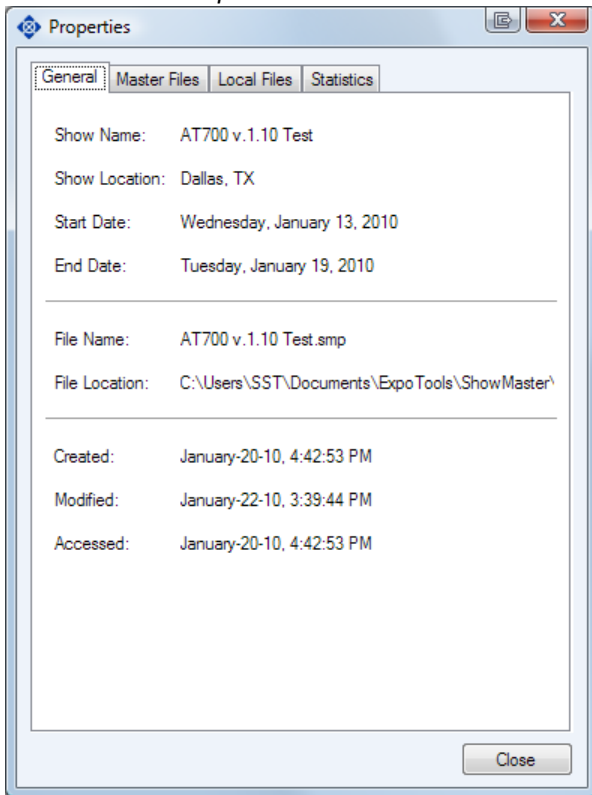 Properties
General Master Files Local Files Statistics
Show Name: AT700 v.1.10 Test
Show Location: Dallas, TX
Start Date: Wednesday, January 13, 2010
End Date: Tuesday, January 19, 2010
File Name: AT700 v.1.10 Test.smp
File Location: C:\Users\SST\Documents\ExpoTools\ShowMaster\
Created: January-20-10, 4:42:53 PM
Modified: January-22-10, 3:39:44 PM
Accessed: January-20-10, 4:42:53 PM
Close